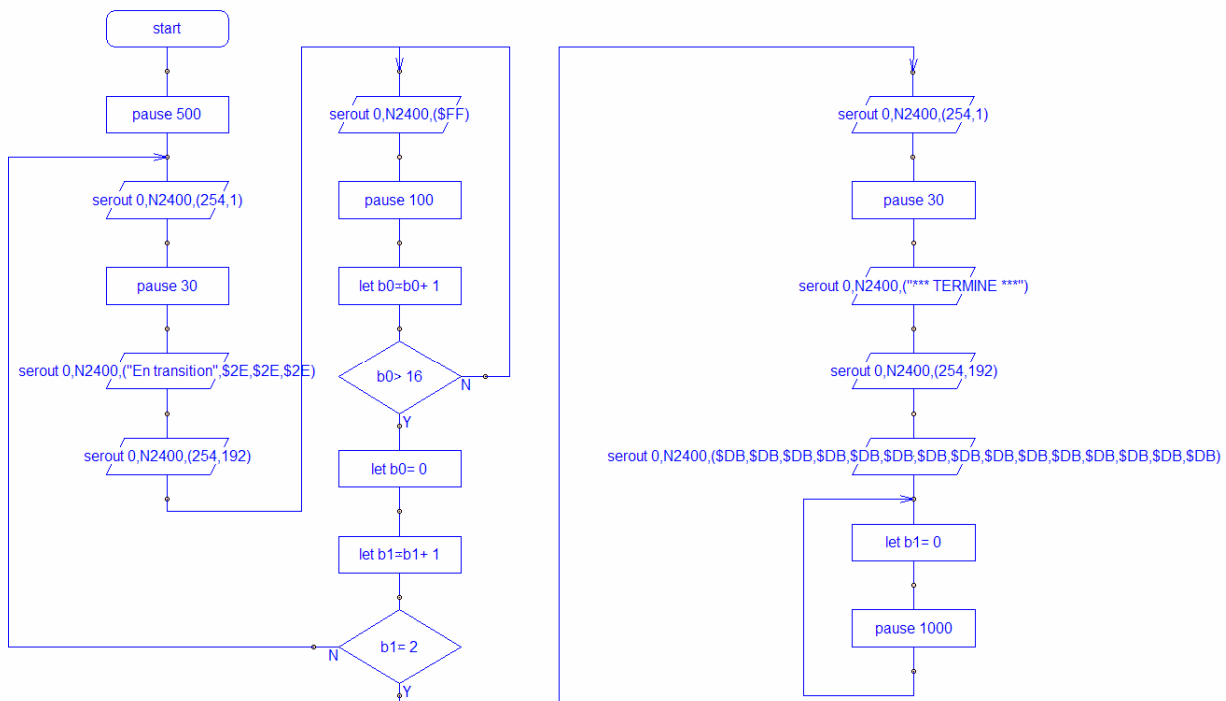 start
pause 500
serout 0,N2400,(254,1)
pause 30
serout 0,N2400,("En transition",$2E,$2E,$2E)
serout 0,N2400,(254,192)
serout 0,N2400,($FF)
pause 100
let b0=b0+ 1
b0> 16
N
Y
let b0= 0
let b1=b1+ 1
b1= 2
N
Y
serout 0,N2400,(254,1)
pause 30
serout 0,N2400,("*** TERMINE ***")
serout 0,N2400,(254,192)
serout 0,N2400,($DB,$DB,$DB,$DB,$DB,$DB,$DB,$DB,$DB,$DB,$DB,$DB,$DB,$DB,$DB)
let b1= 0
pause 1000